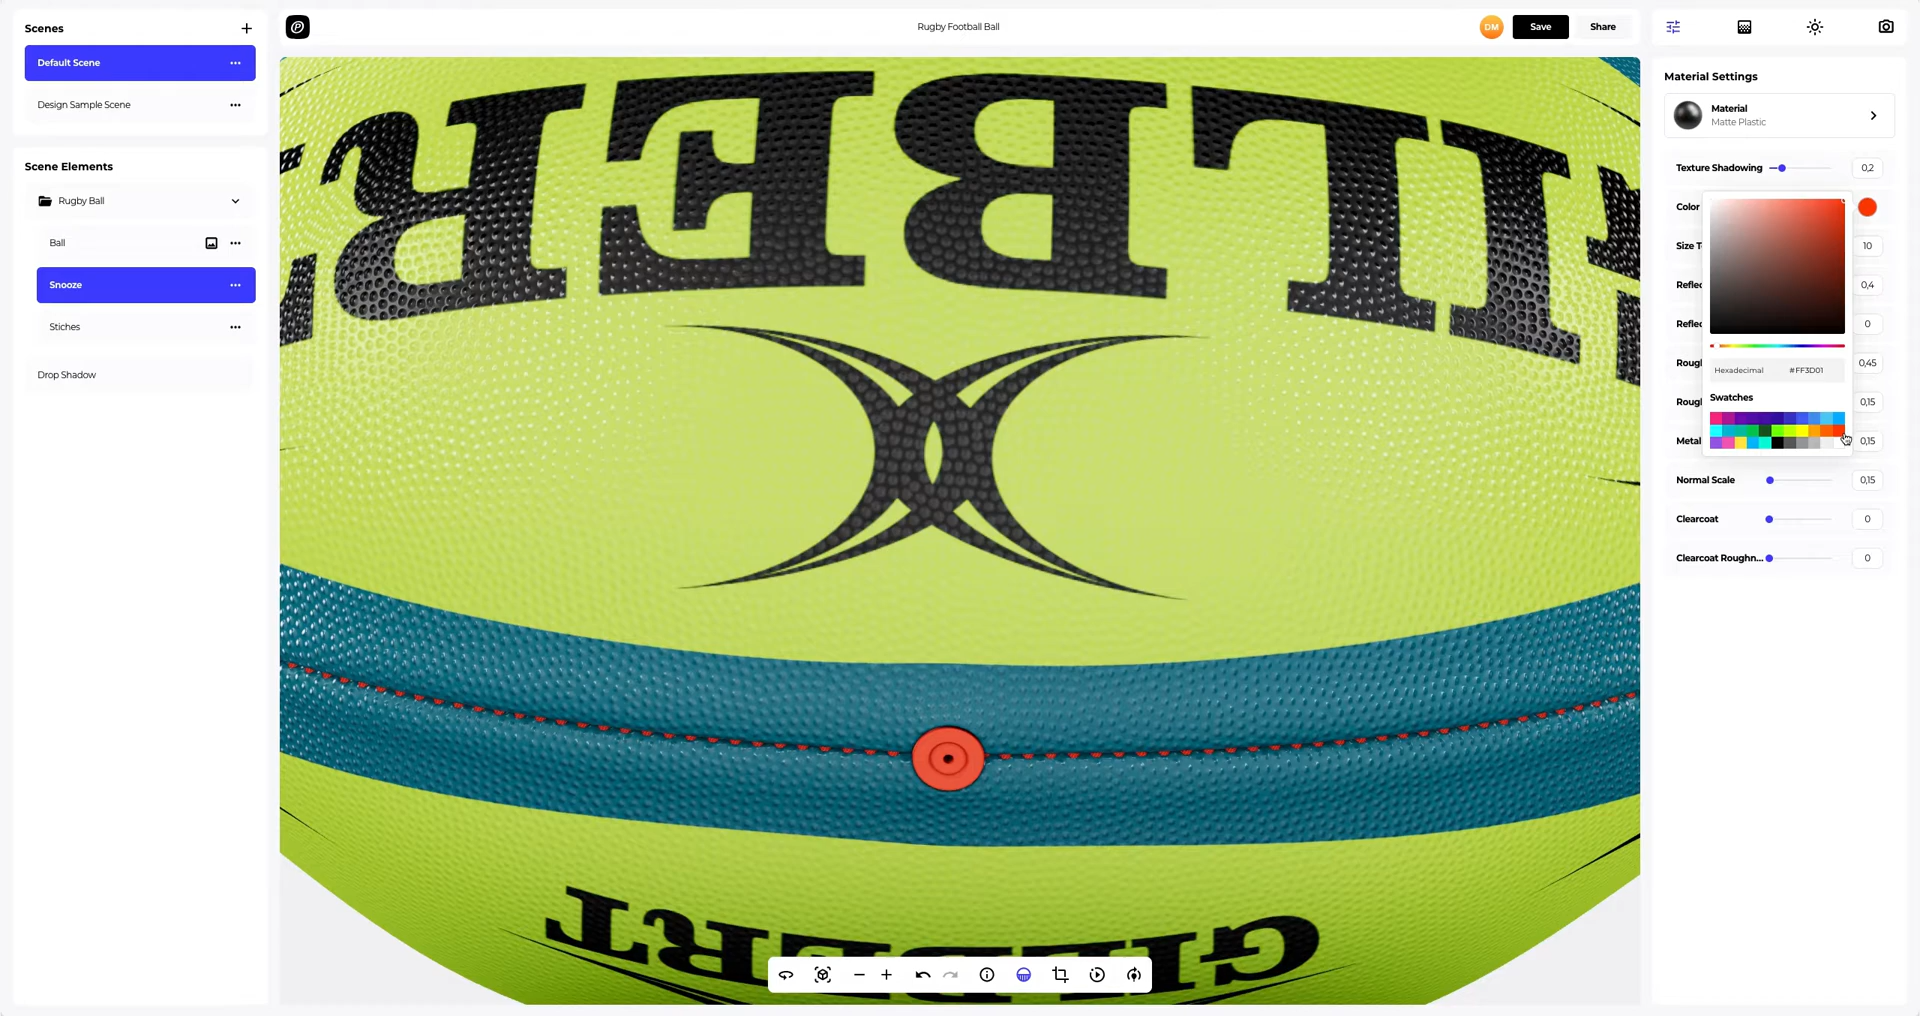 Scenes
Rugby Football Ball
DM
Save
Share
Default Scene
Design Sample Scene
Scene Elements
Rugby Ball
Ball
Snooze
Stiches
Drop Shadow
GILBERT
Material Settings
Material
Matte Plastic
Texture Shadowing
0,2
Color
Size T
10
Reflec
0,4
Reflec
0
Roug
0,45
Roug
0,15
Metal
0,15
Hexadecimal
#FF3D01
Swatches
Normal Scale
0,15
Clearcoat
0
Clearcoat Roughn...
0